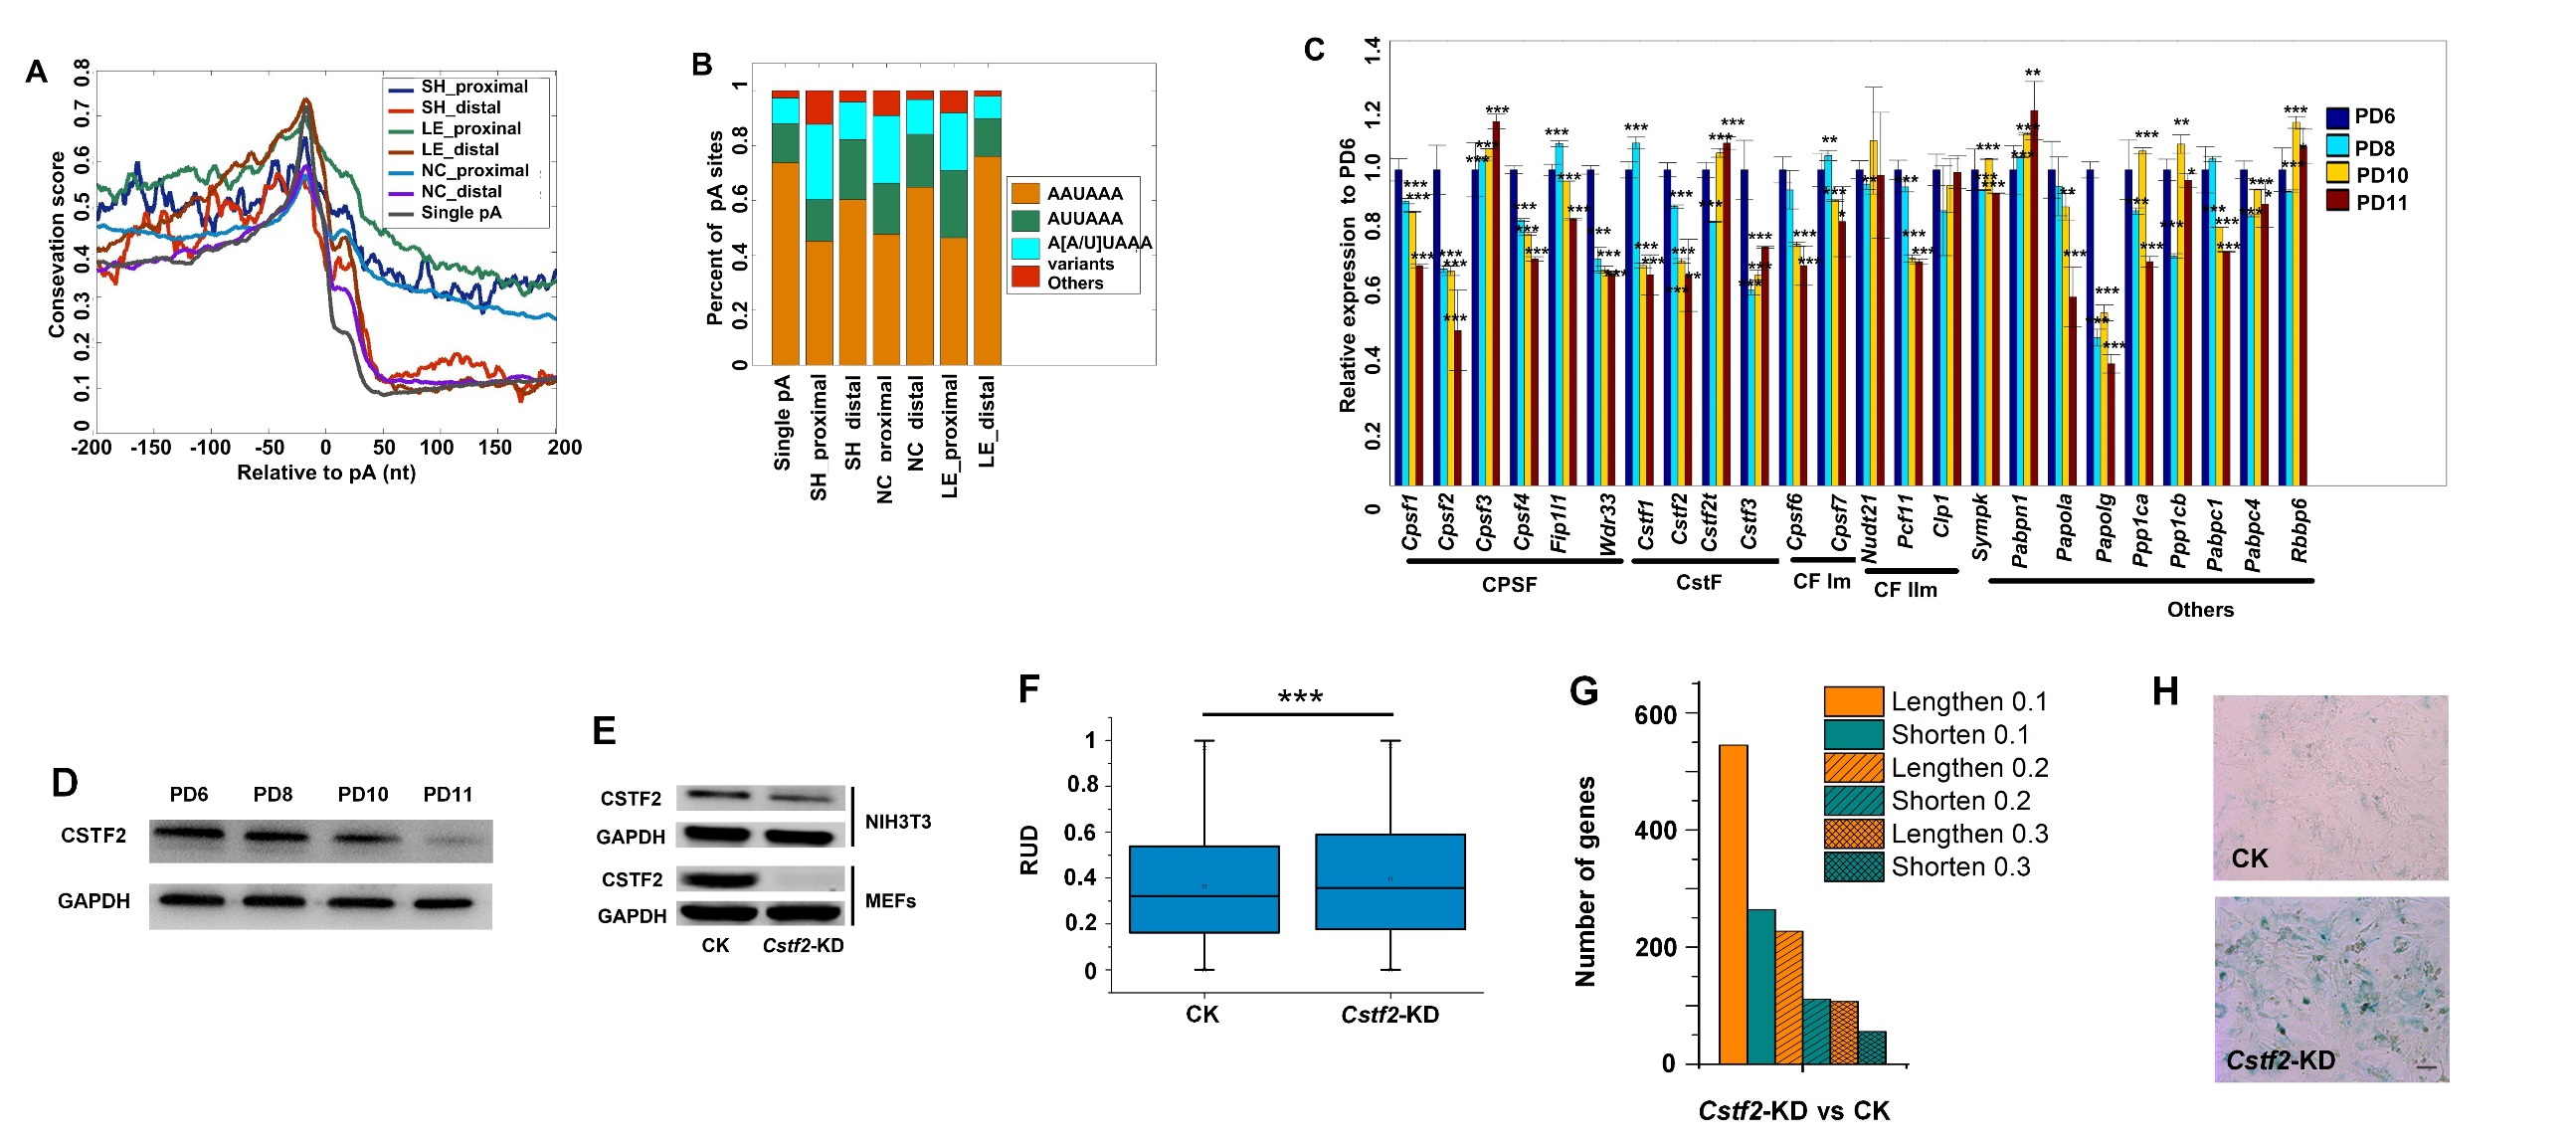 A
Consevation score
0.8
0.7
0.6
0.5
0.4
0.3
0.2
0.1
0
-200 -150 -100 -50 0 50 100 150 200
Relative to pA (nt)
SH_proximal
SH_distal
LE_proxinal
LE_distal
NC_proximal
NC_distal
Single pA
B
Percent of pA sites
1
0.8
0.6
0.4
0.2
0
Single pA
SH_proximal
SH distal
NC proximal
NC distal
LE_proximal
LE_distal
AAUAAA
AUUAAA
A[A/U]UAAA
variants
Others
C
Relative expression to PD6
1.4
1.2
1.0
0.8
0.6
0.4
0.2
0
PD6
PD8
PD10
PD11
Cpsf1
Cpsf2
Cpsf3
Cpsf4
Fip1l1
Wdr33
Cstf1
Cstf2
Cstf2t
Cstf3
Cpsf6
Cpsf7
Nudt21
Pcf11
Clp1
Sympk
Pabpn1
Papola
Papolg
Ppp1ca
Ppp1cb
Pabpc1
Pabpc4
Rbbp6
CPSF
CstF
CF Im
CF IIm
Others
D
PD6 PD8 PD10 PD11
CSTF2
GAPDH
E
CSTF2
GAPDH
NIH3T3
CSTF2
GAPDH
MEFs
CK Cstf2-KD
F
***
RUD
1
0.8
0.6
0.4
0.2
0
CK Cstf2-KD
G
Number of genes
600
400
200
0
Lengthen 0.1
Shorten 0.1
Lengthen 0.2
Shorten 0.2
Lengthen 0.3
Shorten 0.3
Cstf2-KD vs CK
H
CK
Cstf2-KD